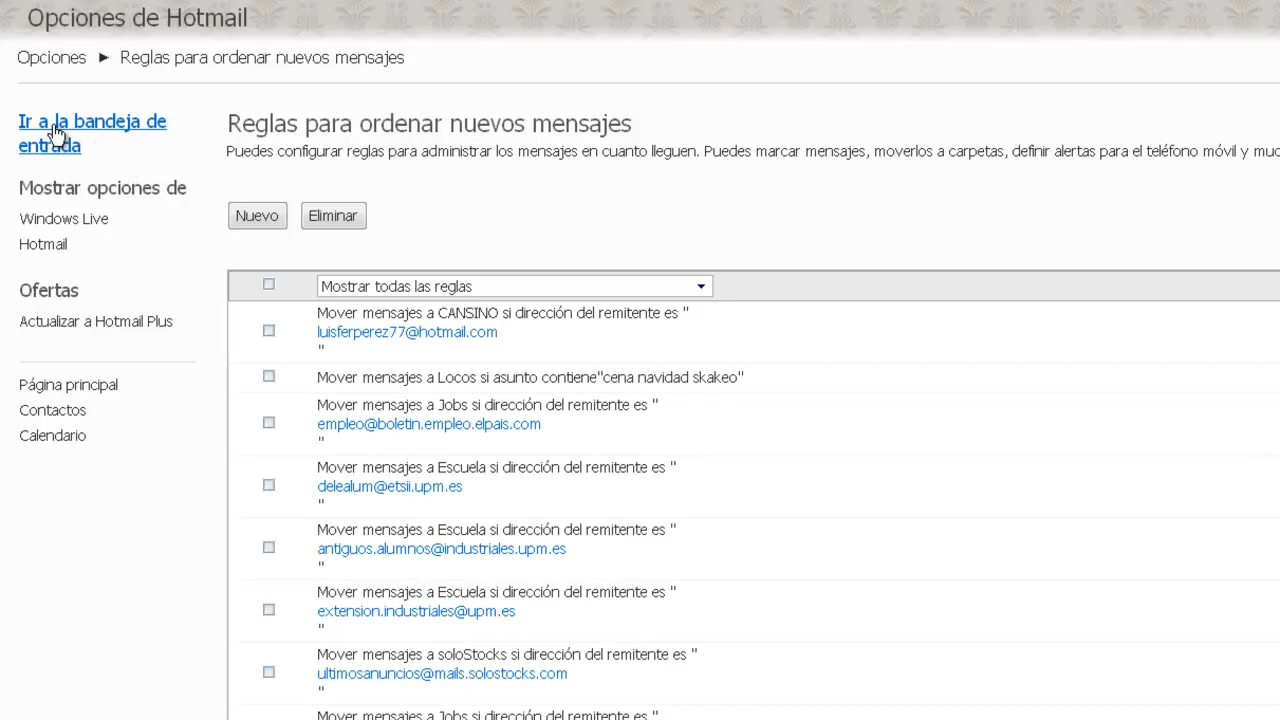 Opciones de Hotmail
Opciones ► Reglas para ordenar nuevos mensajes
Ir a la bandeja de
entrada
Mostrar opciones de
Windows Live
Hotmail
Ofertas
Actualizar a Hotmail Plus
Página principal
Contactos
Calendario
Reglas para ordenar nuevos mensajes
Puedes configurar reglas para administrar los mensajes en cuanto lleguen. Puedes marcar mensajes, moverlos a carpetas, definir alertas para el teléfono móvil y muc
Nuevo Eliminar
Mostrar todas las reglas
Mover mensajes a CANSINO si dirección del remitente es "
luisferperez77@hotmail.com
"
Mover mensajes a Locos si asunto contiene"cena navidad skakeo"
Mover mensajes a Jobs si dirección del remitente es "
empleo@boletin.empleo.elpais.com
"
Mover mensajes a Escuela si dirección del remitente es "
delealum@etsii.upm.es
"
Mover mensajes a Escuela si dirección del remitente es "
antiguos.alumnos@industriales.upm.es
"
Mover mensajes a Escuela si dirección del remitente es "
extension.industriales@upm.es
"
Mover mensajes a soloStocks si dirección del remitente es "
ultimosanuncios@mails.solostocks.com
"
Mover mensajes a Jobs si dirección del remitente es "